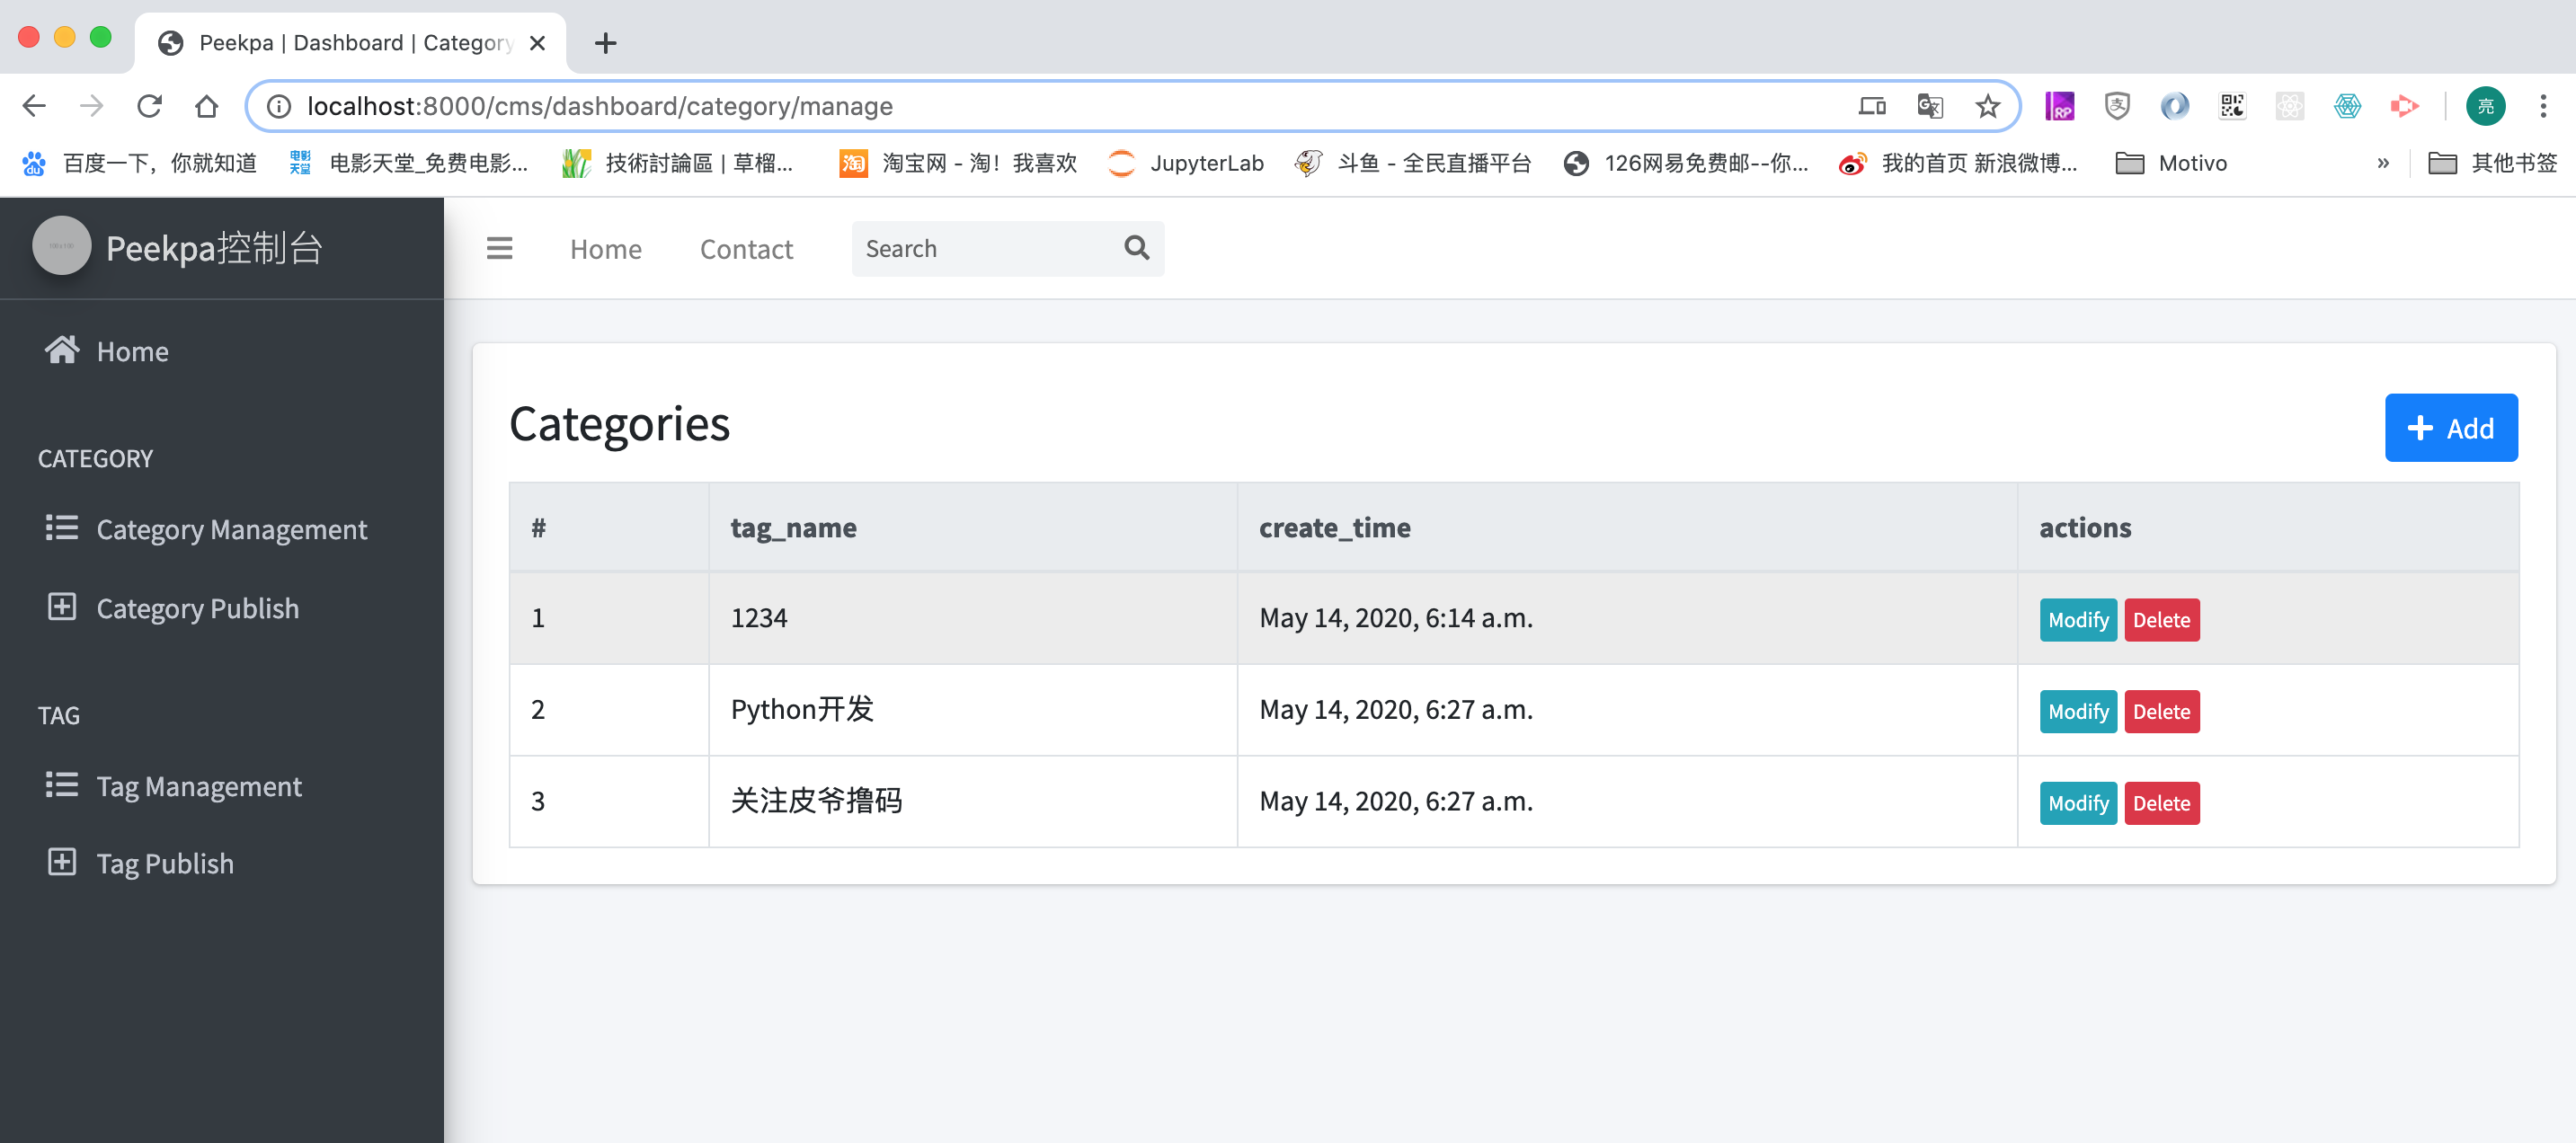 Peekpa | Dashboard | Category
localhost:8000/cms/dashboard/category/manage
RP
亮
百度一下，你就知道
电影天堂
电影天堂_免费电影...
技術討論區 | 草榴...
淘
淘宝网 - 淘！我喜欢
JupyterLab
斗鱼 - 全民直播平台
126网易免费邮--你...
我的首页 新浪微博...
Motivo
»
其他书签
Peekpa控制台
Home
Contact
Search
Home
CATEGORY
Category Management
Category Publish
TAG
Tag Management
Tag Publish
Categories
Add
# tag_name create_time actions
1 1234 May 14, 2020, 6:14 a.m. Modify Delete
2 Python开发 May 14, 2020, 6:27 a.m. Modify Delete
3 关注皮爷撸码 May 14, 2020, 6:27 a.m. Modify Delete